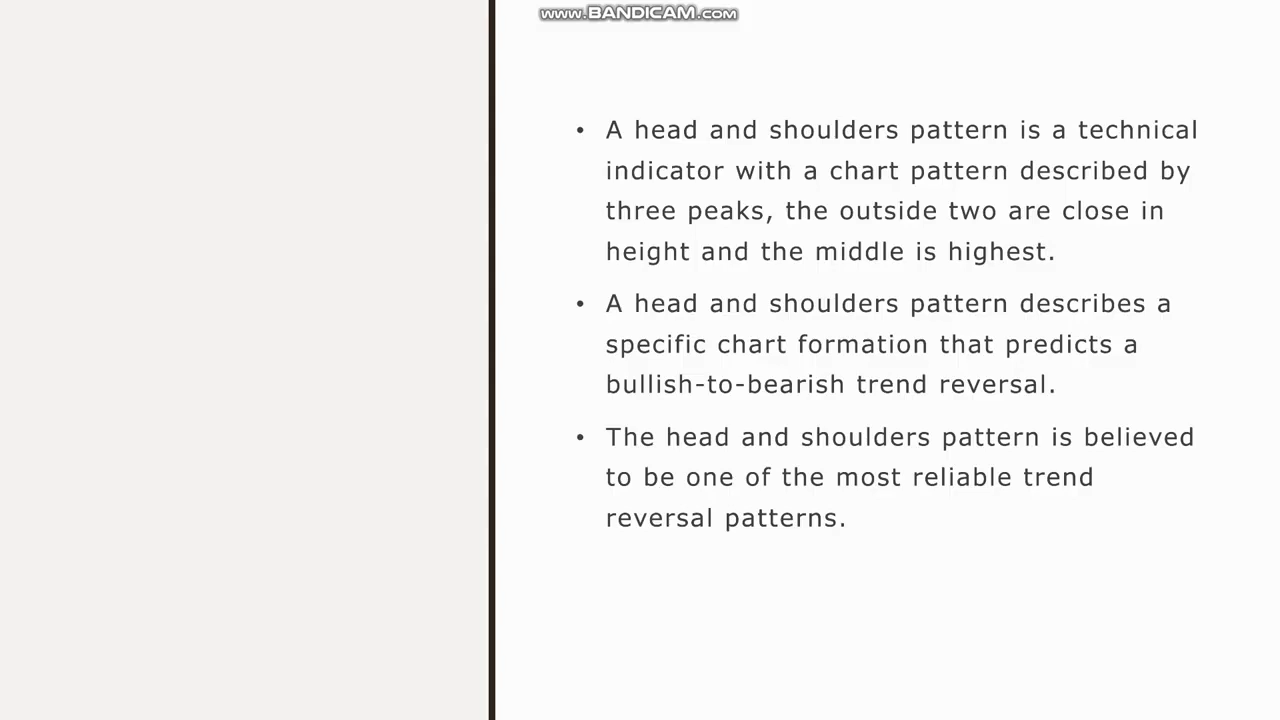 www.BANDICAM.com
• A head and shoulders pattern is a technical
indicator with a chart pattern described by
three peaks, the outside two are close in
height and the middle is highest.
• A head and shoulders pattern describes a
specific chart formation that predicts a
bullish-to-bearish trend reversal.
• The head and shoulders pattern is believed
to be one of the most reliable trend
reversal patterns.